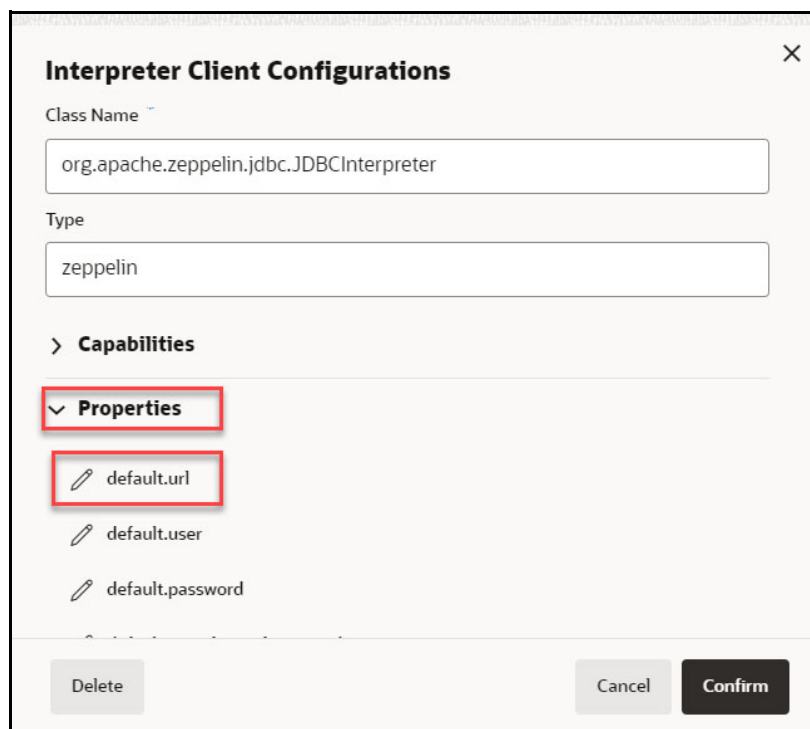 Interpreter Client Configurations
Class Name
org.apache.zeppelin.jdbc.JDBCInterpreter
Type
zeppelin
Capabilities
Properties
default.url
default.user
default.password
Delete
Cancel
Confirm